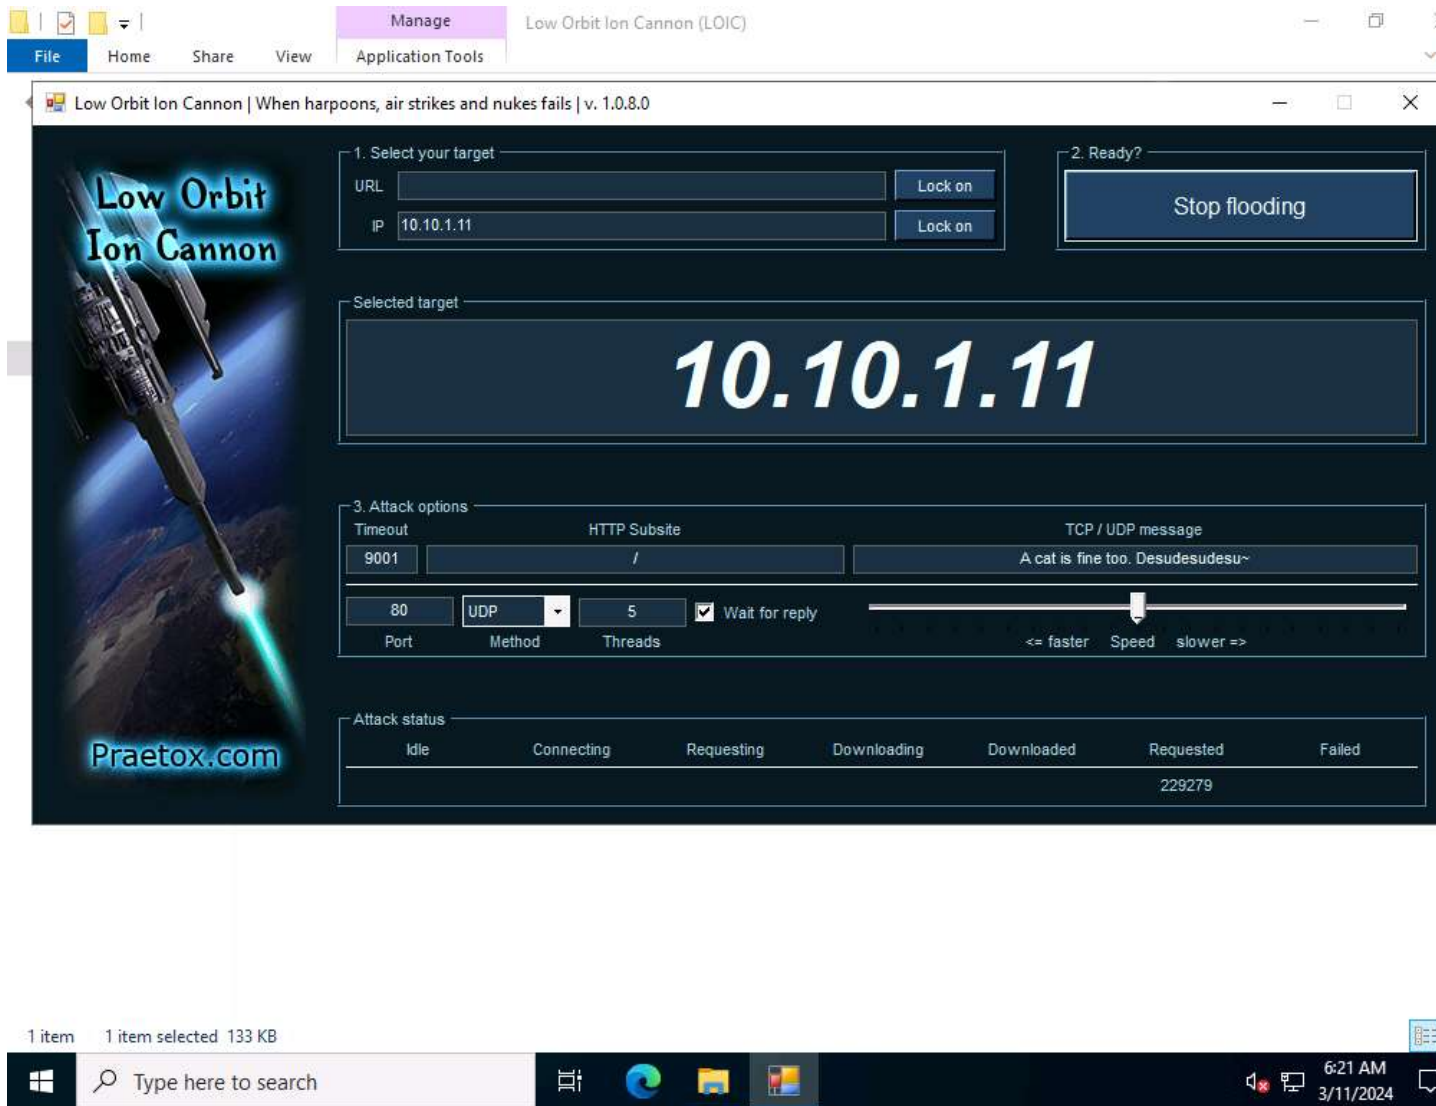 Manage
Low Orbit Ion Cannon (LOIC)
File Home Share View Application Tools
Low Orbit Ion Cannon | When harpoons, air strikes and nukes fails | v. 1.0.8.0
Low Orbit
Ion Cannon
Praetox.com
1. Select your target
URL Lock on
IP 10.10.1.11 Lock on
2. Ready?
Stop flooding
Selected target
10.10.1.11
3. Attack options
Timeout HTTP Subsite TCP / UDP message
9001 / A cat is fine too. Desudesudesu~
80 UDP 5 Wait for reply
Port Method Threads <= faster Speed slower =>
Attack status
Idle Connecting Requesting Downloading Downloaded Requested Failed
229279
1 item 1 item selected 133 KB
Type here to search
6:21 AM
3/11/2024